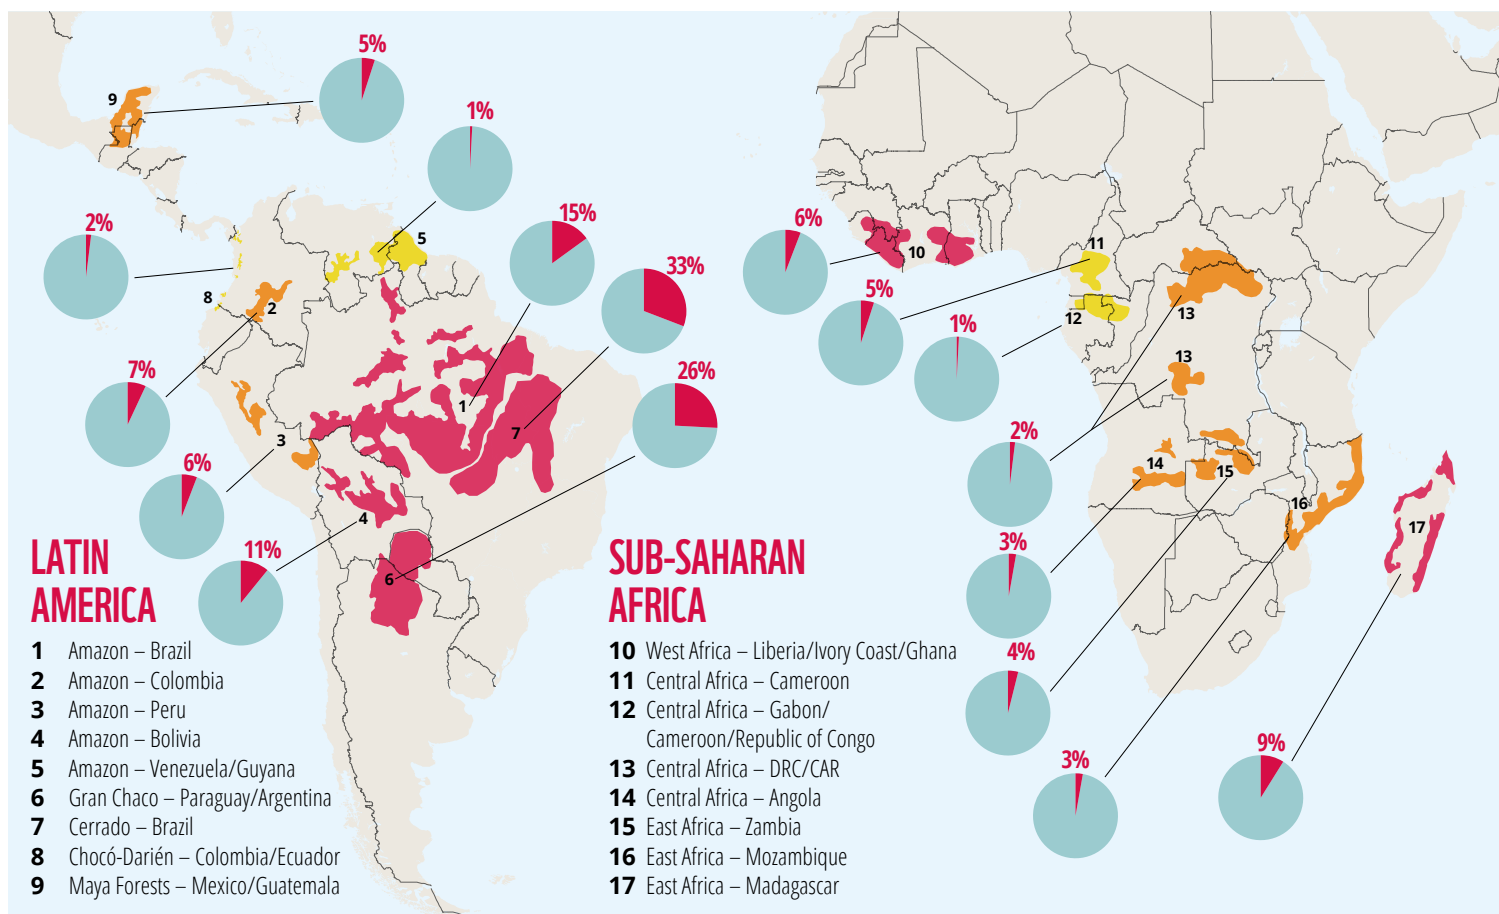 5%
9
1%
2%
15%
5
33%
8
2
7%
26%
1
7
3
6%
4
11%
6
LATIN
AMERICA
1 Amazon – Brazil
2 Amazon – Colombia
3 Amazon – Peru
4 Amazon – Bolivia
5 Amazon – Venezuela/Guyana
6 Gran Chaco – Paraguay/Argentina
7 Cerrado – Brazil
8 Chocó-Darién – Colombia/Ecuador
9 Maya Forests – Mexico/Guatemala
6%
10
11
5%
12
13
1%
13
2%
14
15
16
17
3%
4%
3%
9%
SUB-SAHARAN
AFRICA
10 West Africa – Liberia/Ivory Coast/Ghana
11 Central Africa – Cameroon
12 Central Africa – Gabon/
Cameroon/Republic of Congo
13 Central Africa – DRC/CAR
14 Central Africa – Angola
15 East Africa – Zambia
16 East Africa – Mozambique
17 East Africa – Madagascar